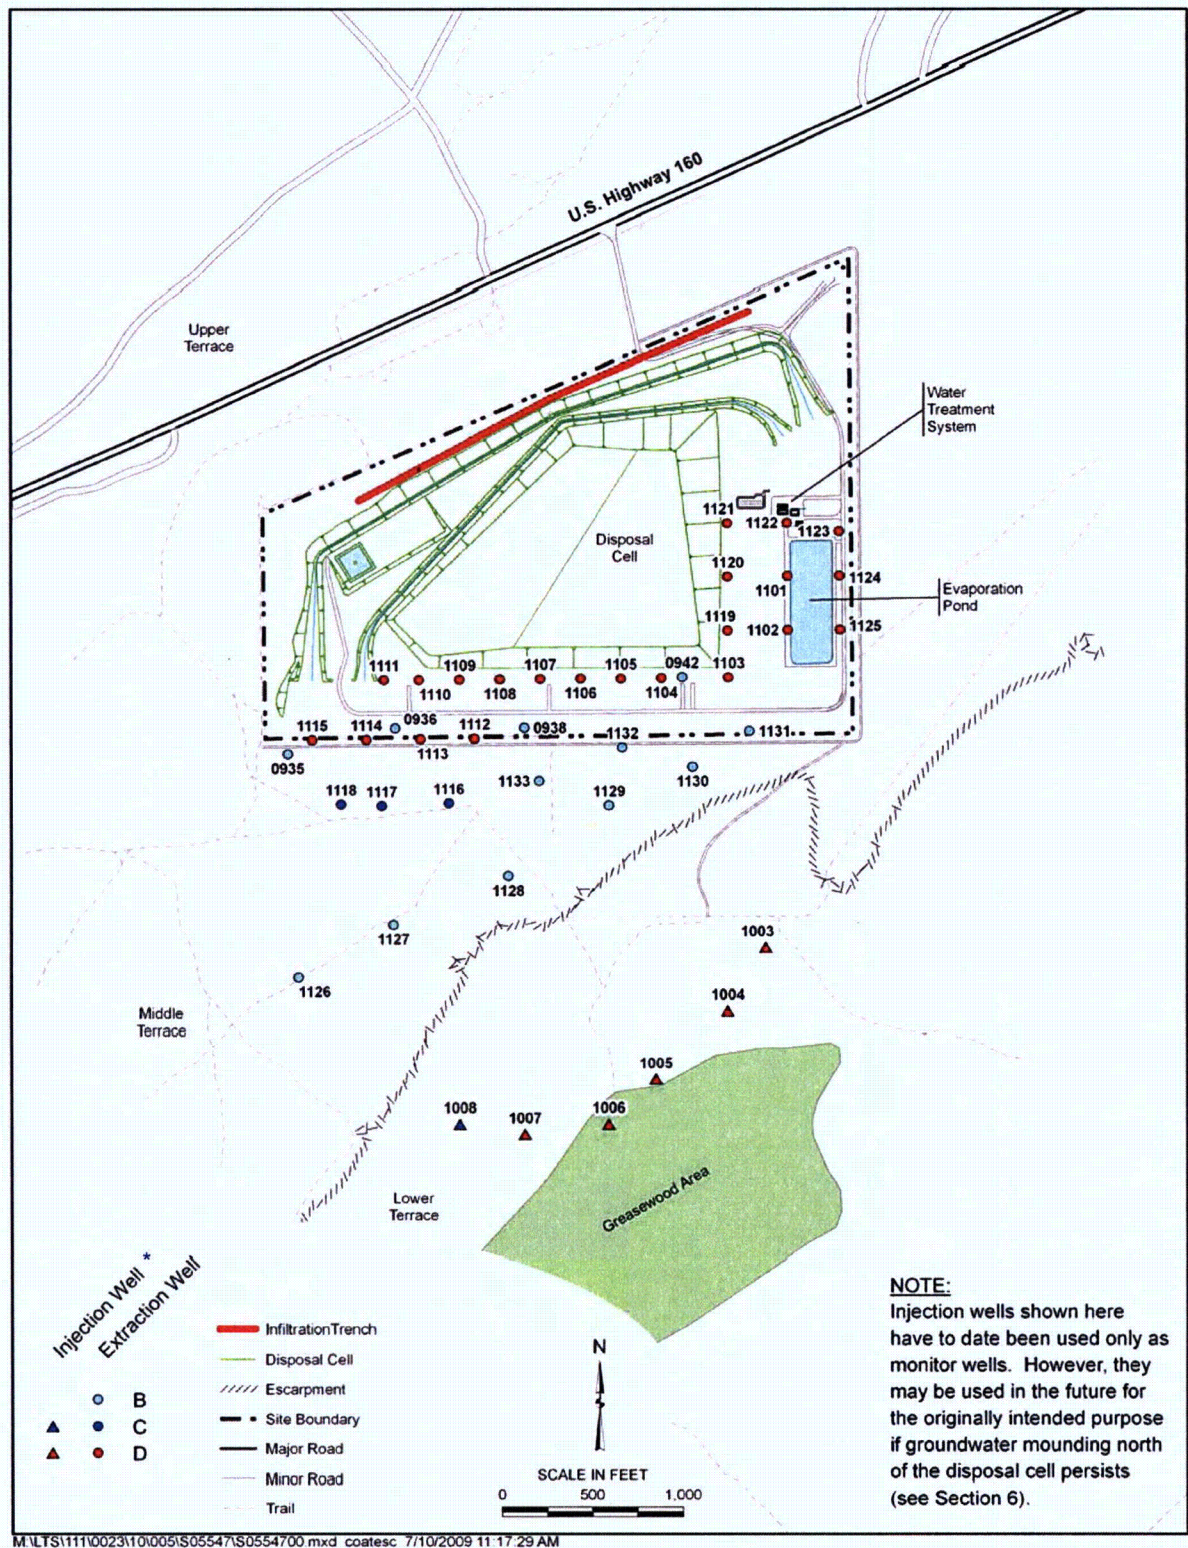 U.S. Highway 160
Upper
Terrace
Water
Treatment
System
Disposal
Cell
1121
1122
1123
1120
1101
1124
Evaporation
Pond
1119
1102
1125
1111
1109
1107
1105
0942
1103
1110
1108
1106
1104
1115
1114
0936
1112
0938
1132
1131
1113
0935
1133
1130
1118
1117
1116
1129
1128
1127
1126
1003
Middle
Terrace
1004
1005
1008
1007
1006
Greasewood Area
Lower
Terrace
Injection Well *
Extraction Well
B
C
D
InfiltrationTrench
Disposal Cell
Escarpment
Site Boundary
Major Road
Minor Road
Trail
N
SCALE IN FEET
0 500 1,000
NOTE:
Injection wells shown here
have to date been used only as
monitor wells. However, they
may be used in the future for
the originally intended purpose
if groundwater mounding north
of the disposal cell persists
(see Section 6).
M:\LTS\111\0023\10\005\S05547\S0554700.mxd coatesc 7/10/2009 11:17:29 AM